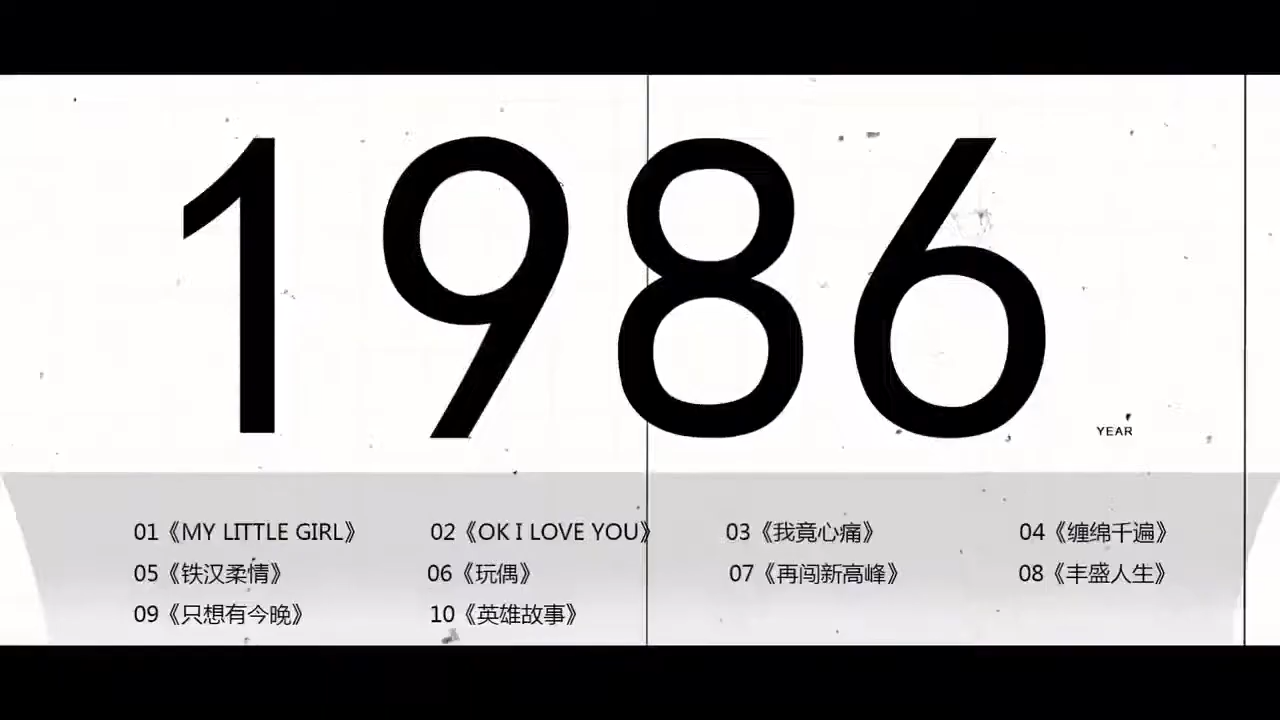 1986
YEAR
01《MY LITTLE GIRL》 02《OK I LOVE YOU》 03《我竟心痛》 04《缠绵千遍》
05《铁汉柔情》 06《玩偶》 07《再闯新高峰》 08《丰盛人生》
09《只想有今晚》 10《英雄故事》